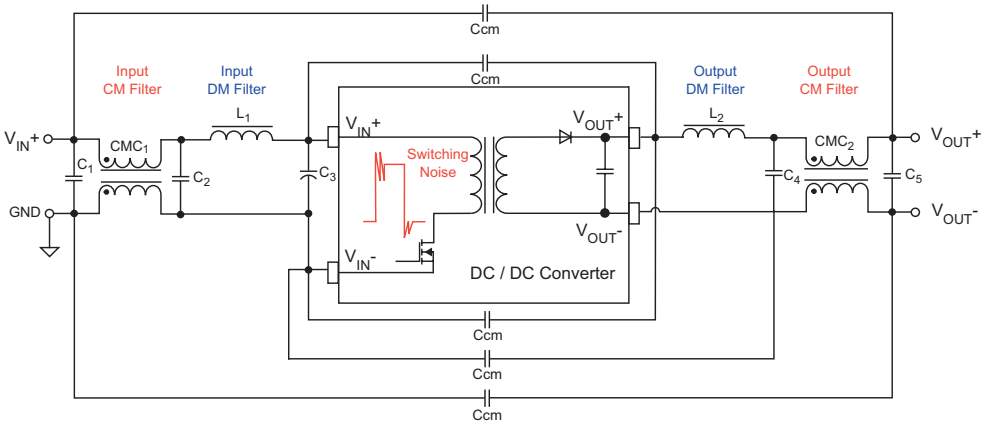 Ccm
Input
CM Filter
Input
DM Filter
Ccm
Output
DM Filter
Output
CM Filter
L1
L2
VIN+
CMC1
VIN+
VOUT+
CMC2
VOUT+
C1
C2
C3
Switching
Noise
C4
C5
GND
VOUT-
VOUT-
VIN-
DC / DC Converter
Ccm
Ccm
Ccm